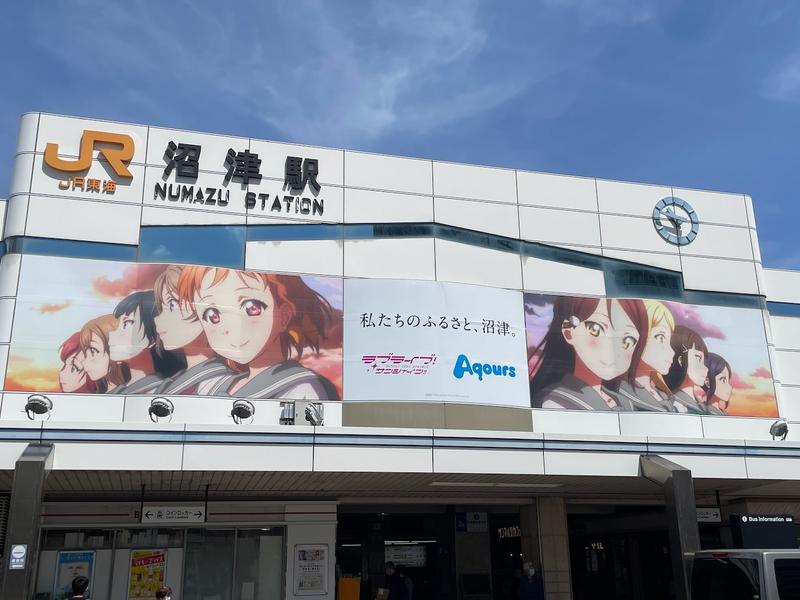 JR
JR東海
沼津駅
NUMAZU STATION
私たちのふるさと、沼津。
ラブライブ!
サンシャイン!!
Aqours
コインロッカー
Bus Information